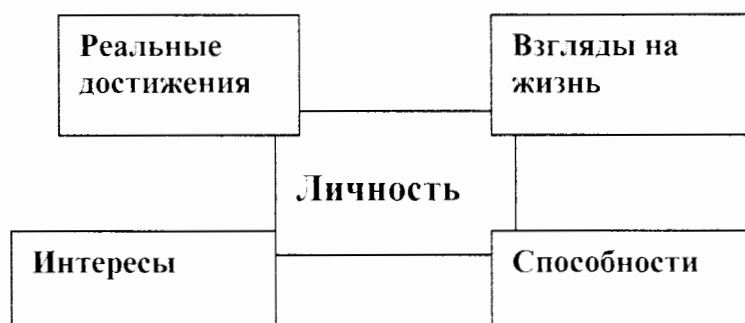 Реальные
достижения
Взгляды на
жизнь
Личность
Интересы
Способности